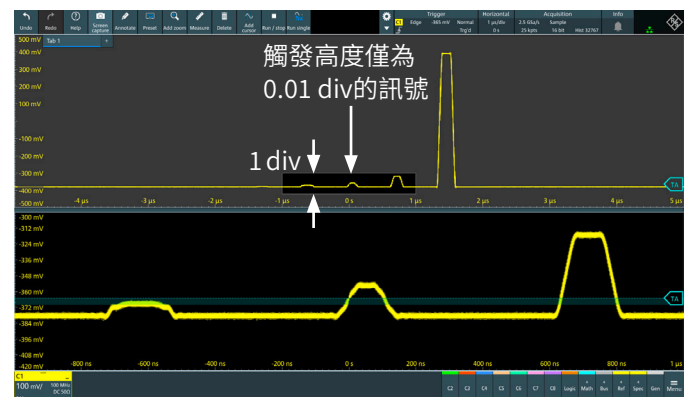 Trigger Horizontal Acquisition Info
Undo Redo Help Screen capture Annotate Preset Add zoom Measure Delete Add cursor Run / stop Run single
C1 Edge -365 mV Normal 1 µs/div 2.5 GSa/s Sample
Trg'd 0 s 25 kpts 16 bit Hist 32767
500 mV Tab 1 +
400 mV
觸發高度僅為
300 mV
200 mV
0.01 div的訊號
100 mV
-100 mV
1 div
-200 mV
-300 mV
TA
-400 mV
-500 mV
-4 µs -3 µs -2 µs -1 µs 0 s 1 µs 2 µs 3 µs 4 µs 5 µs
-300 mV
-312 mV
-324 mV
-336 mV
-348 mV
-360 mV
TA
-372 mV
-384 mV
-396 mV
-408 mV
-420 mV
-800 ns -600 ns -400 ns -200 ns 0 s 200 ns 400 ns 600 ns 800 ns 1 µs
C1
100 mV/ 100 MHz
DC 50Ω
C2 C3 C4 C5 C6 C7 C8 Logic Math Bus Ref Spec Gen Menu